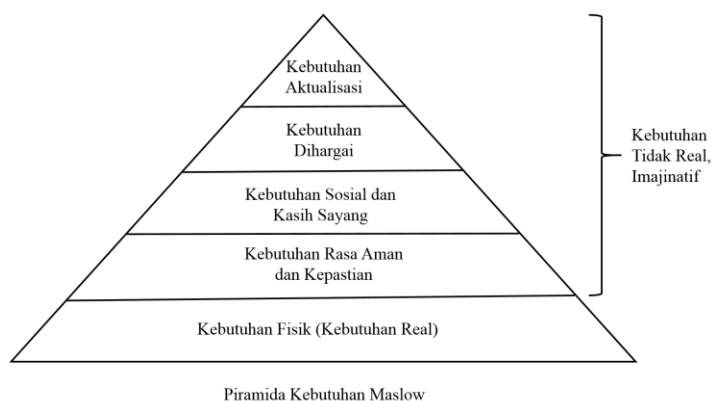 Kebutuhan
Aktualisasi
Kebutuhan
Dihargai
Kebutuhan Sosial dan
Kasih Sayang
Kebutuhan Rasa Aman
dan Kepastian
Kebutuhan Fisik (Kebutuhan Real)
Kebutuhan
Tidak Real,
Imajinatif
Piramida Kebutuhan Maslow